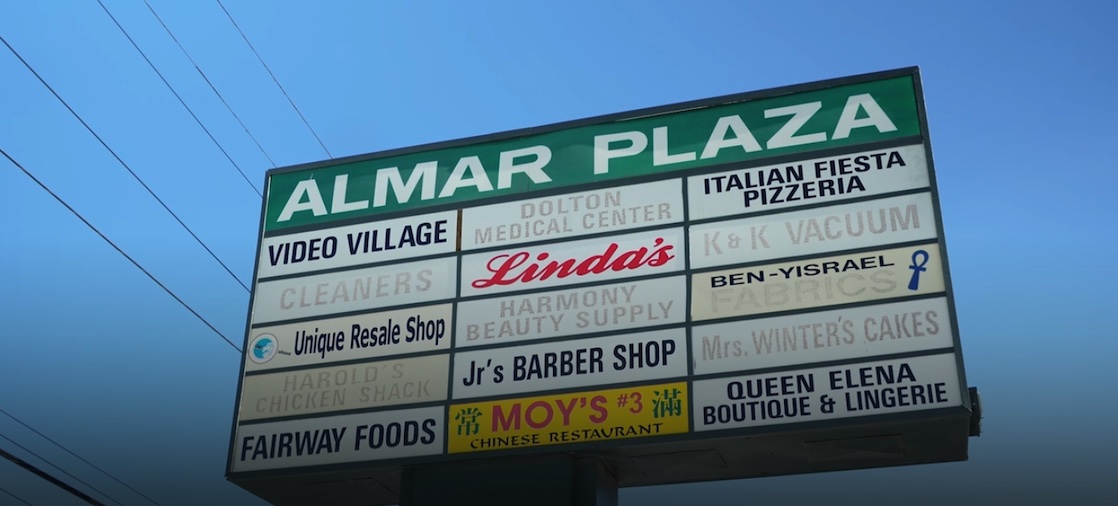 ALMAR PLAZA
VIDEO VILLAGE
CLEANERS
Unique Resale Shop
HAROLD'S
CHICKEN SHACK
FAIRWAY FOODS
DOLTON
MEDICAL CENTER
Linda's
HARMONY
BEAUTY SUPPLY
Jr's BARBER SHOP
常 MOY'S #3 滿
CHINESE RESTAURANT
ITALIAN FIESTA
PIZZERIA
K & K VACUUM
BEN-YISRAEL
FABRICS
Mrs. WINTER'S CAKES
QUEEN ELENA
BOUTIQUE & LINGERIE